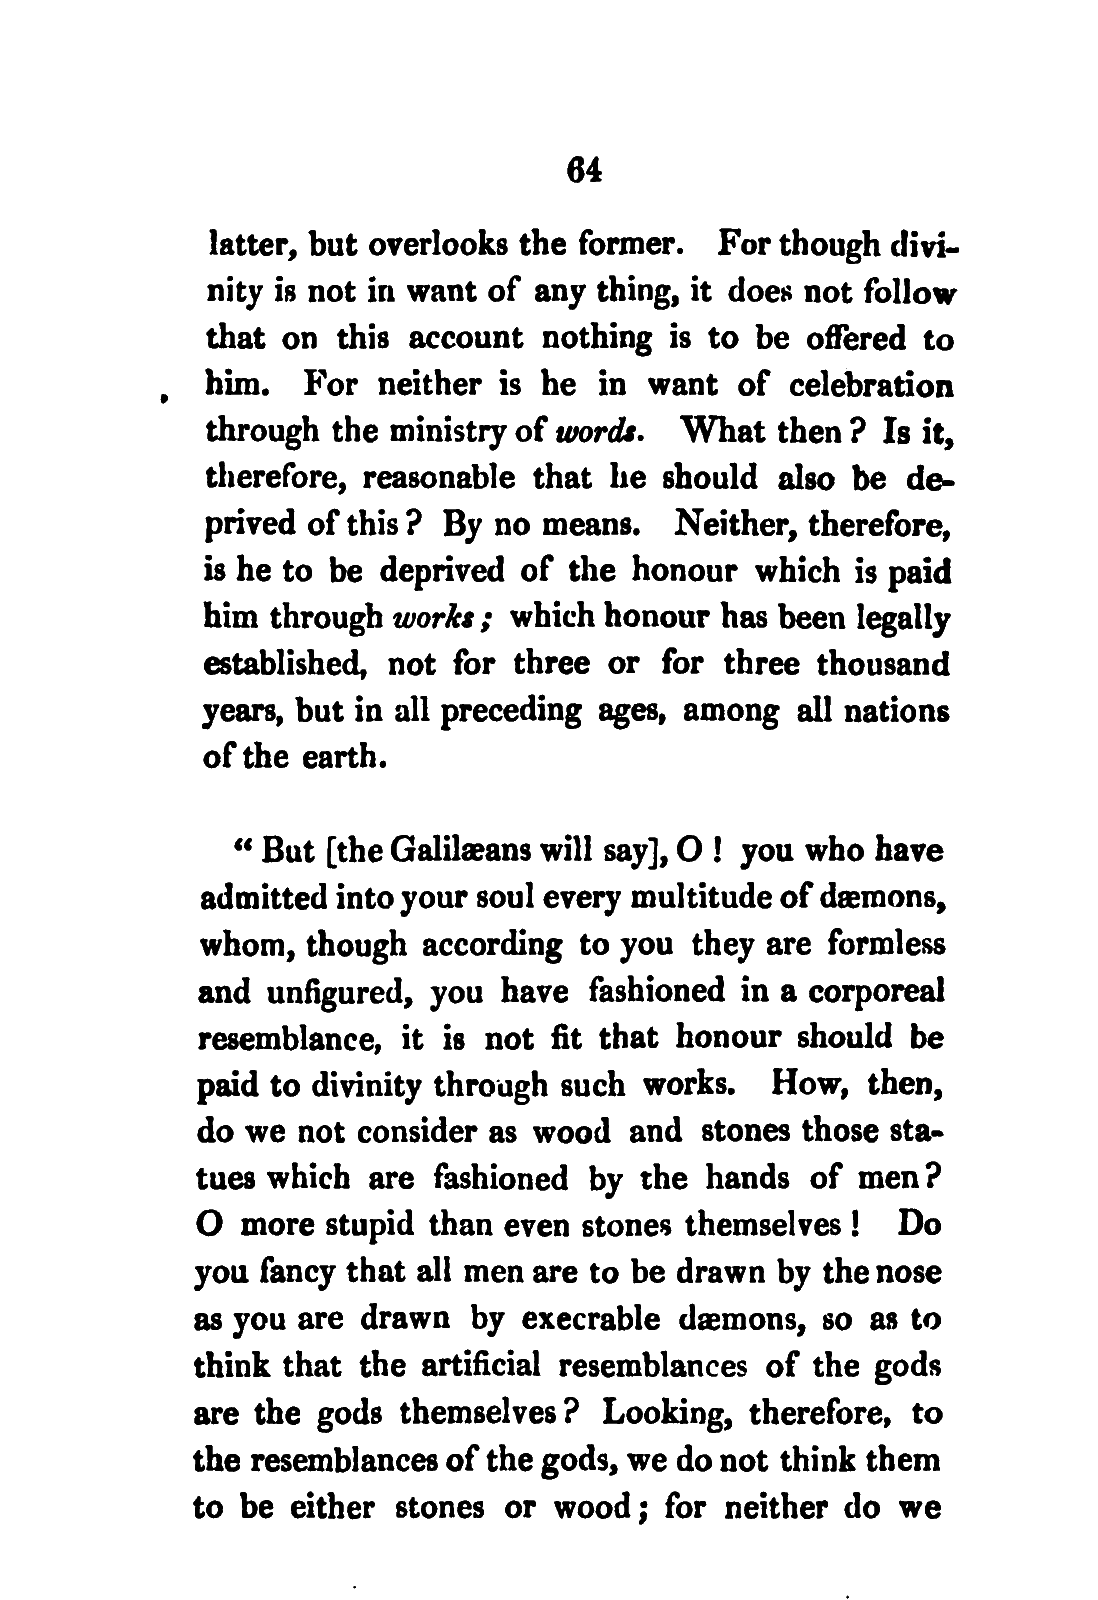 64
latter, but overlooks the former. For though divi-
nity is not in want of any thing, it does not follow
that on this account nothing is to be offered to
him. For neither is he in want of celebration
through the ministry of words. What then? Is it,
therefore, reasonable that he should also be de-
prived of this? By no means. Neither, therefore,
is he to be deprived of the honour which is paid
him through works; which honour has been legally
established, not for three or for three thousand
years, but in all preceding ages, among all nations
of the earth.
“ But [the Galilæans will say], O! you who have
admitted into your soul every multitude of dæmons,
whom, though according to you they are formless
and unfigured, you have fashioned in a corporeal
resemblance, it is not fit that honour should be
paid to divinity through such works. How, then,
do we not consider as wood and stones those sta-
tues which are fashioned by the hands of men?
O more stupid than even stones themselves! Do
you fancy that all men are to be drawn by the nose
as you are drawn by execrable dæmons, so as to
think that the artificial resemblances of the gods
are the gods themselves? Looking, therefore, to
the resemblances of the gods, we do not think them
to be either stones or wood; for neither do we